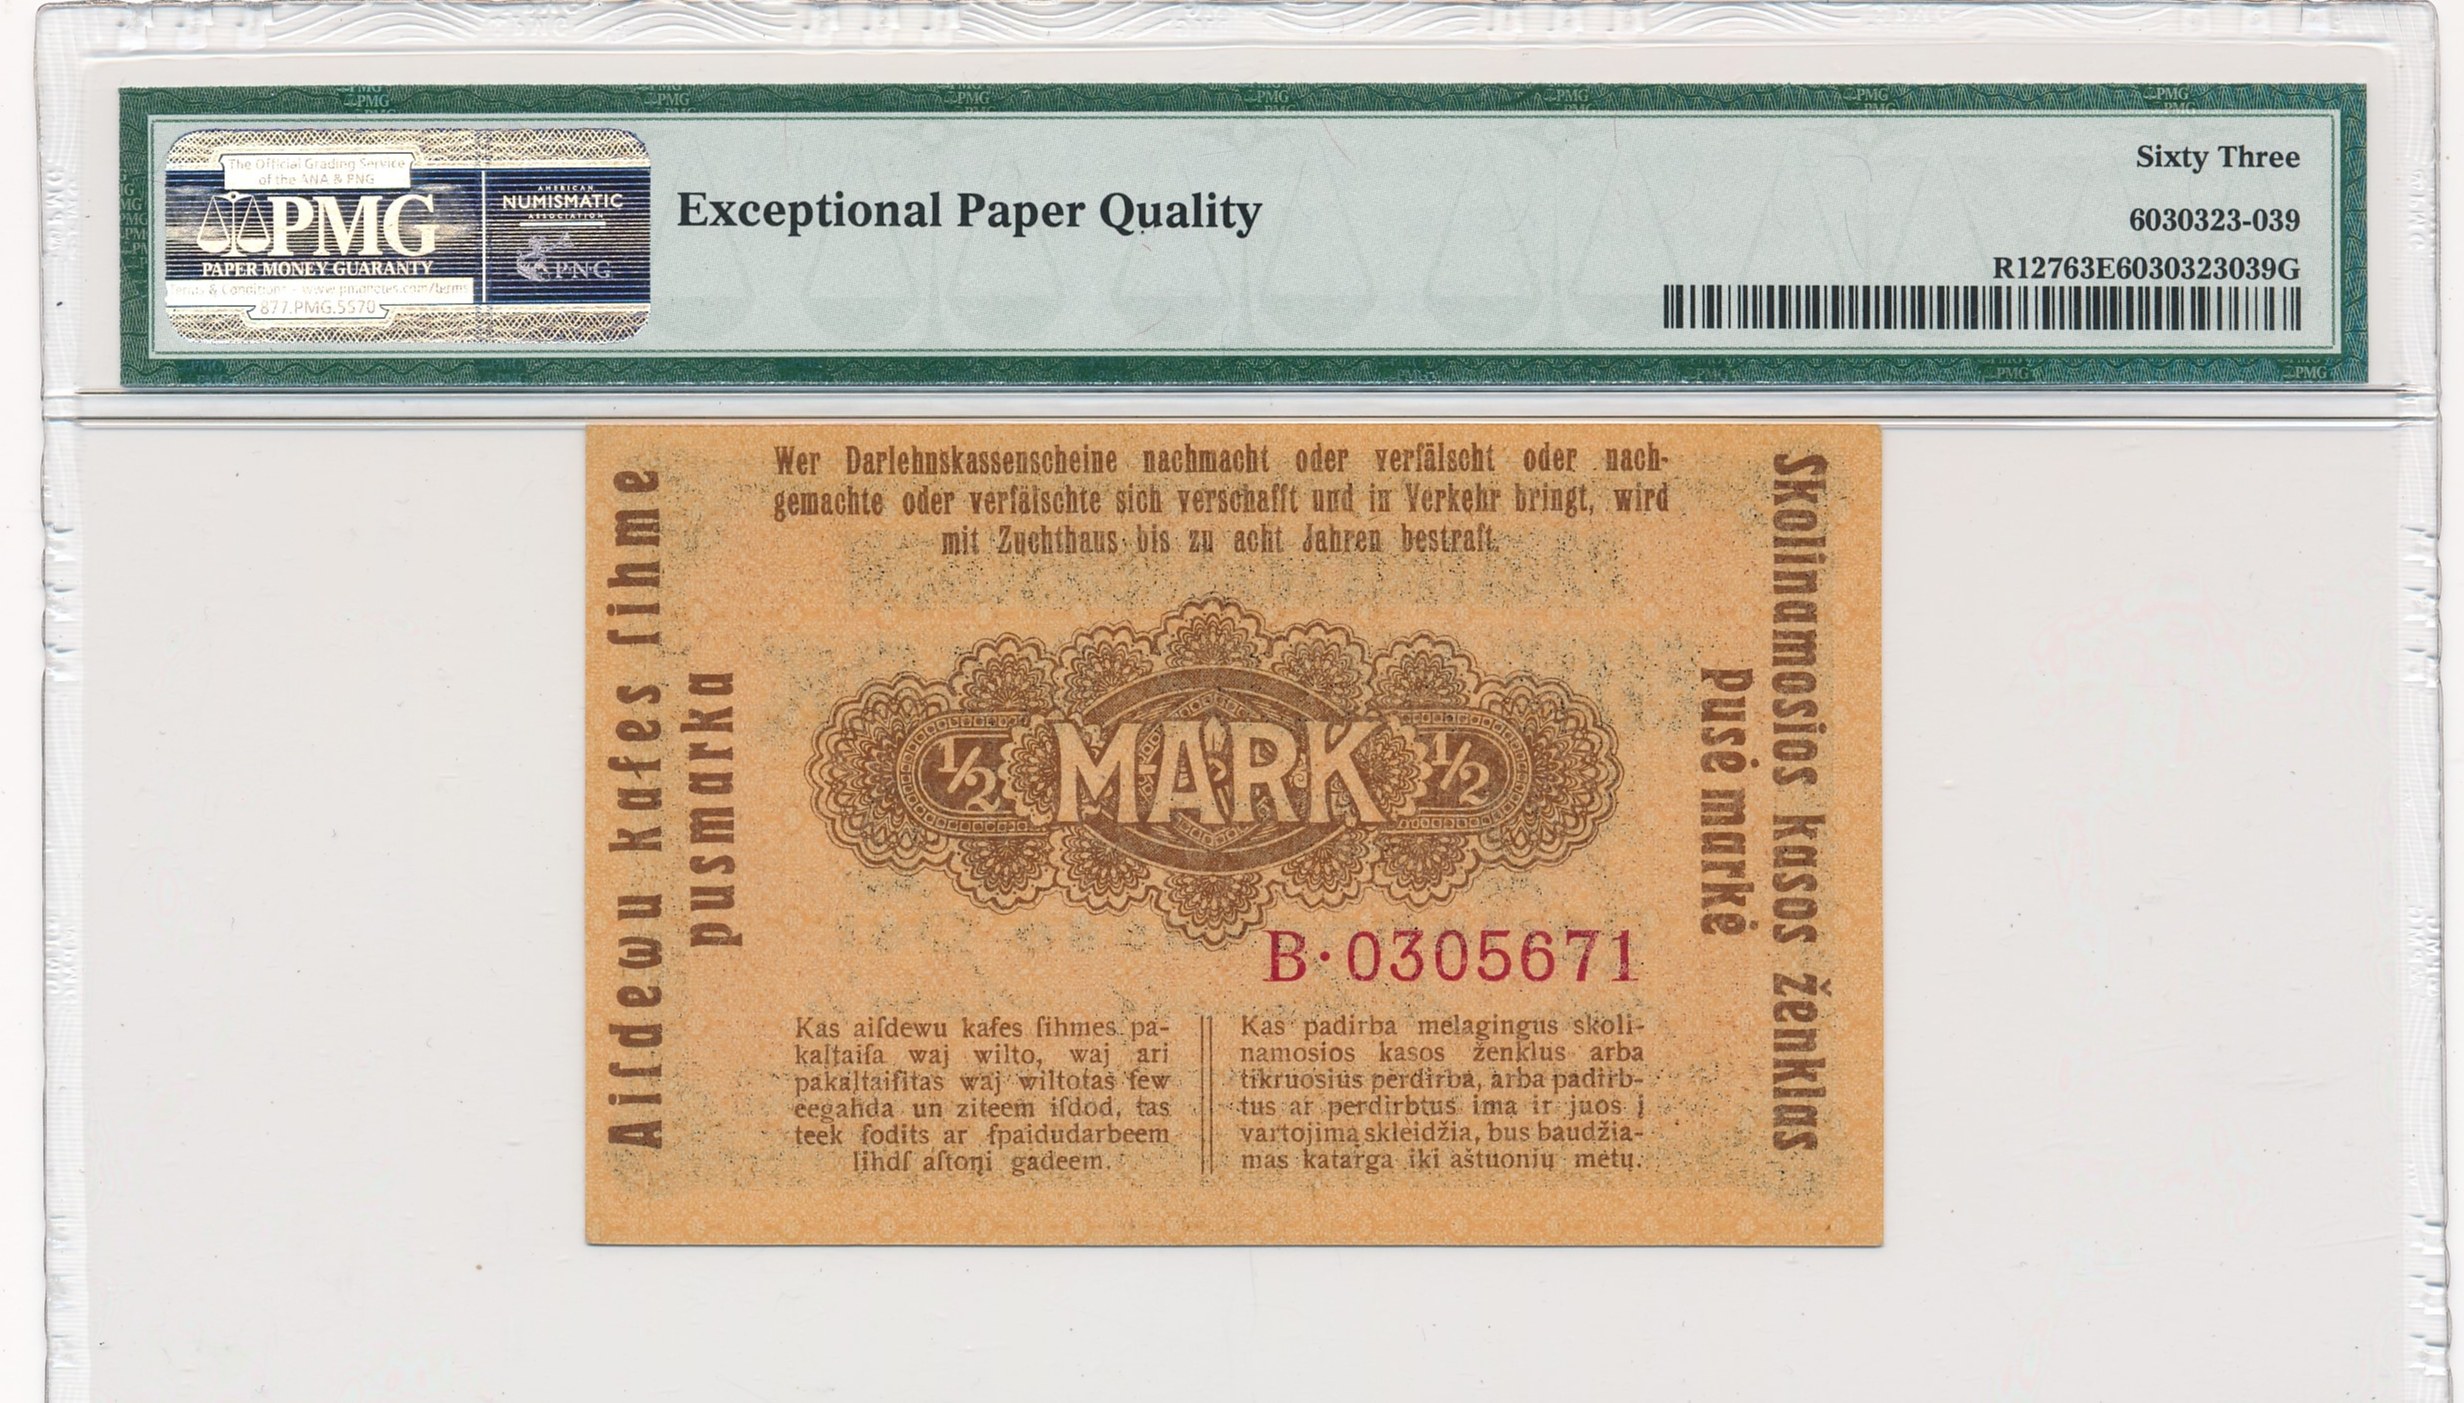 The Official Grading Service
of the ANA & PNG
PMG
PAPER MONEY GUARANTY
Terms & Conditions - www.pmgnotes.com/terms
877.PMG.5570
AMERICAN
NUMISMATIC
ASSOCIATION
PNG
Exceptional Paper Quality
Sixty Three
6030323-039
R12763E6030323039G
Wer Darlehnskassenscheine nachmacht oder verfälscht oder nach-
gemachte oder verfälschte sich verschafft und in Verkehr bringt, wird
mit Zuchthaus bis zu acht Jahren bestraft.
Aiſdewu kaſes ſihme
pusmarka
½ MARK ½
Skolinamosios kasos ženklas
pusė markė
B·0305671
Kas aiſdewu kaſes ſihmes pa-
kaļtaiſa waj wilto, waj ari
pakaļtaiſitas waj wiltotas ſew
eegahda un ziteem iſdod, tas
teek ſodits ar ſpaidudarbeem
lihdſ aſtoņi gadeem.
Kas padirba melagingus skoli-
namosios kasos ženklus arba
tikruosius perdirba, arba padirb-
tus ar perdirbtus ima ir juos į
vartojimą skleidžia, bus baudžia-
mas katarga iki aštuonių metų.